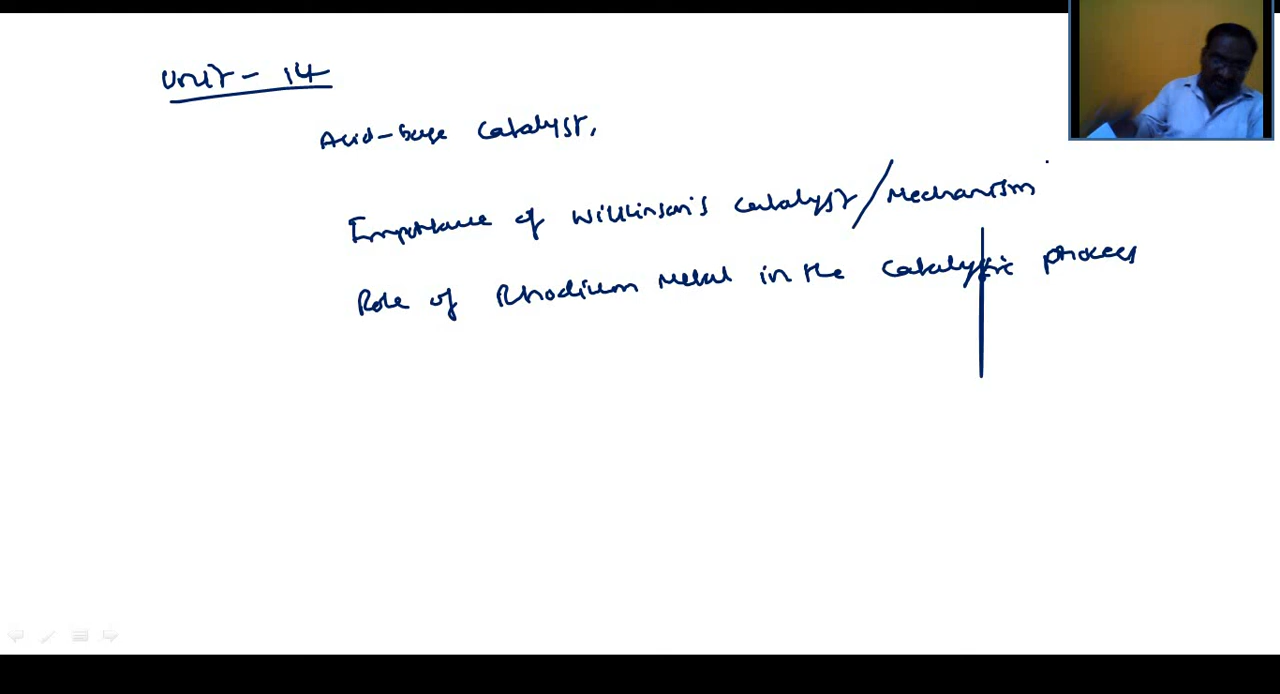 Unit - 14
Acid-base catalyst,
Importance of Wilkinson's catalyst/Mechanism
Role of Rhodium Metal in the catalytic process